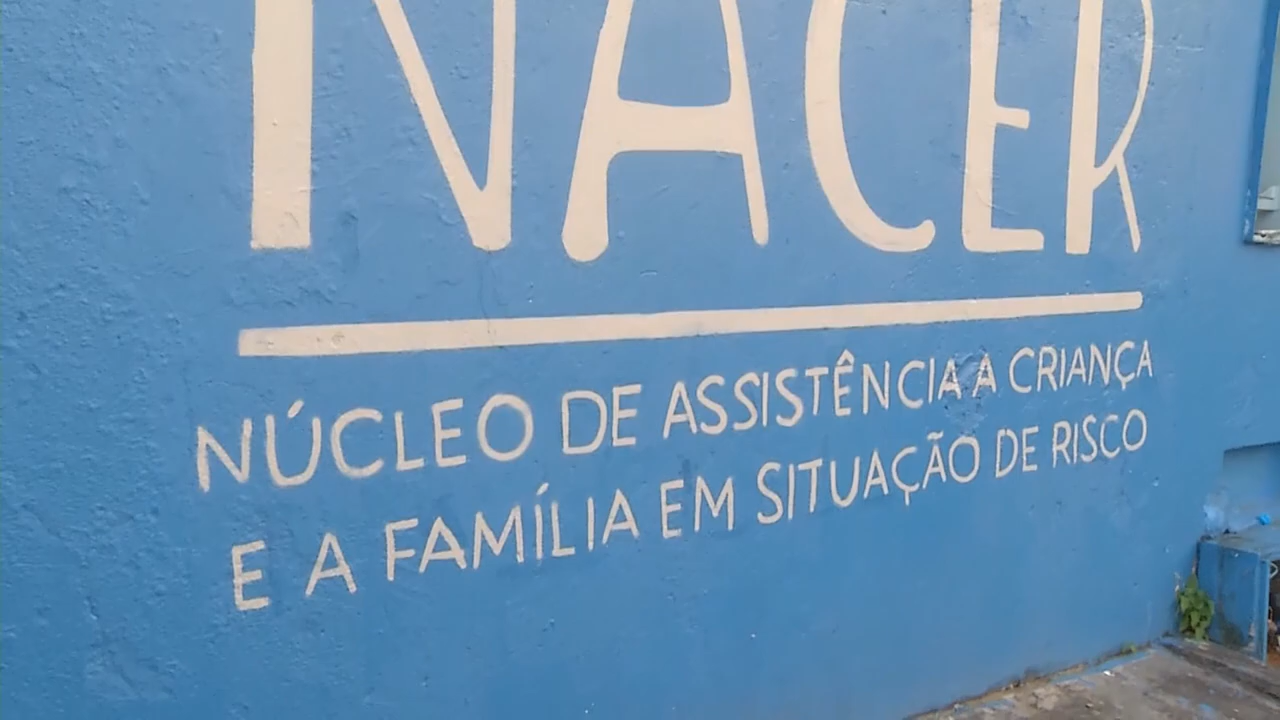 NACER
NÚCLEO DE ASSISTÊNCIA A CRIANÇA
E A FAMÍLIA EM SITUAÇÃO DE RISCO